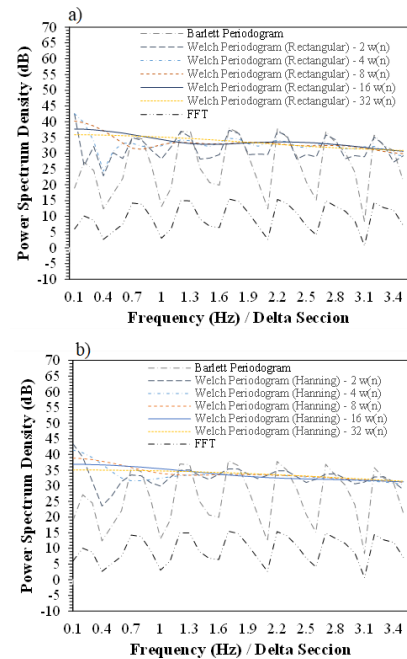 a)
70
65
60
55
50
45
40
35
30
25
20
15
10
5
0
-5
-10
Power Spectrum Density (dB)
Barlett Periodogram
Welch Periodogram (Rectangular) - 2 w(n)
Welch Periodogram (Rectangular) - 4 w(n)
Welch Periodogram (Rectangular) - 8 w(n)
Welch Periodogram (Rectangular) - 16 w(n)
Welch Periodogram (Rectangular) - 32 w(n)
FFT
0.1 0.4 0.7 1 1.3 1.6 1.9 2.2 2.5 2.8 3.1 3.4
Frequency (Hz) / Delta Seccion
b)
70
65
60
55
50
45
40
35
30
25
20
15
10
5
0
-5
-10
Power Spectrum Density (dB)
Barlett Periodogram
Welch Periodogram (Hanning) - 2 w(n)
Welch Periodogram (Hanning) - 4 w(n)
Welch Periodogram (Hanning) - 8 w(n)
Welch Periodogram (Hanning) - 16 w(n)
Welch Periodogram (Hanning) - 32 w(n)
FFT
0.1 0.4 0.7 1 1.3 1.6 1.9 2.2 2.5 2.8 3.1 3.4
Frequency (Hz) / Delta Seccion